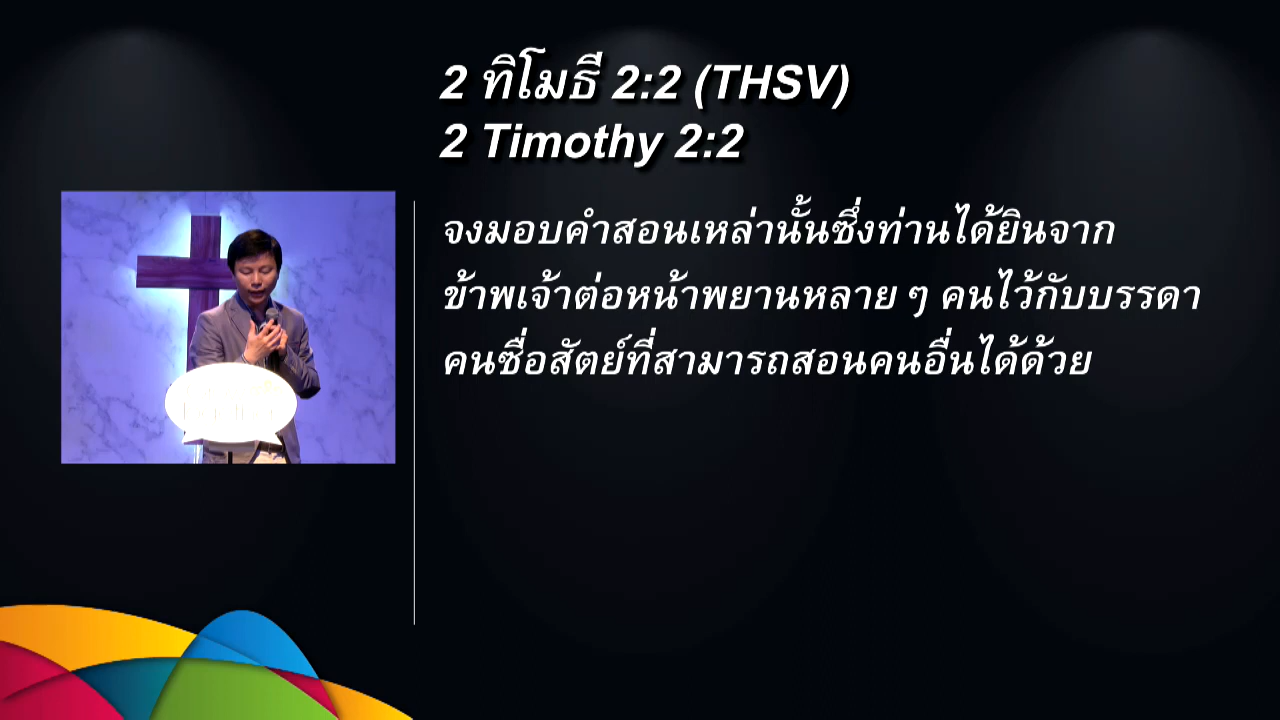 2 ทิโมธี 2:2 (THSV)
2 Timothy 2:2
จงมอบคำสอนเหล่านั้นซึ่งท่านได้ยินจาก
ข้าพเจ้าต่อหน้าพยานหลาย ๆ คนไว้กับบรรดา
คนซื่อสัตย์ที่สามารถสอนคนอื่นได้ด้วย